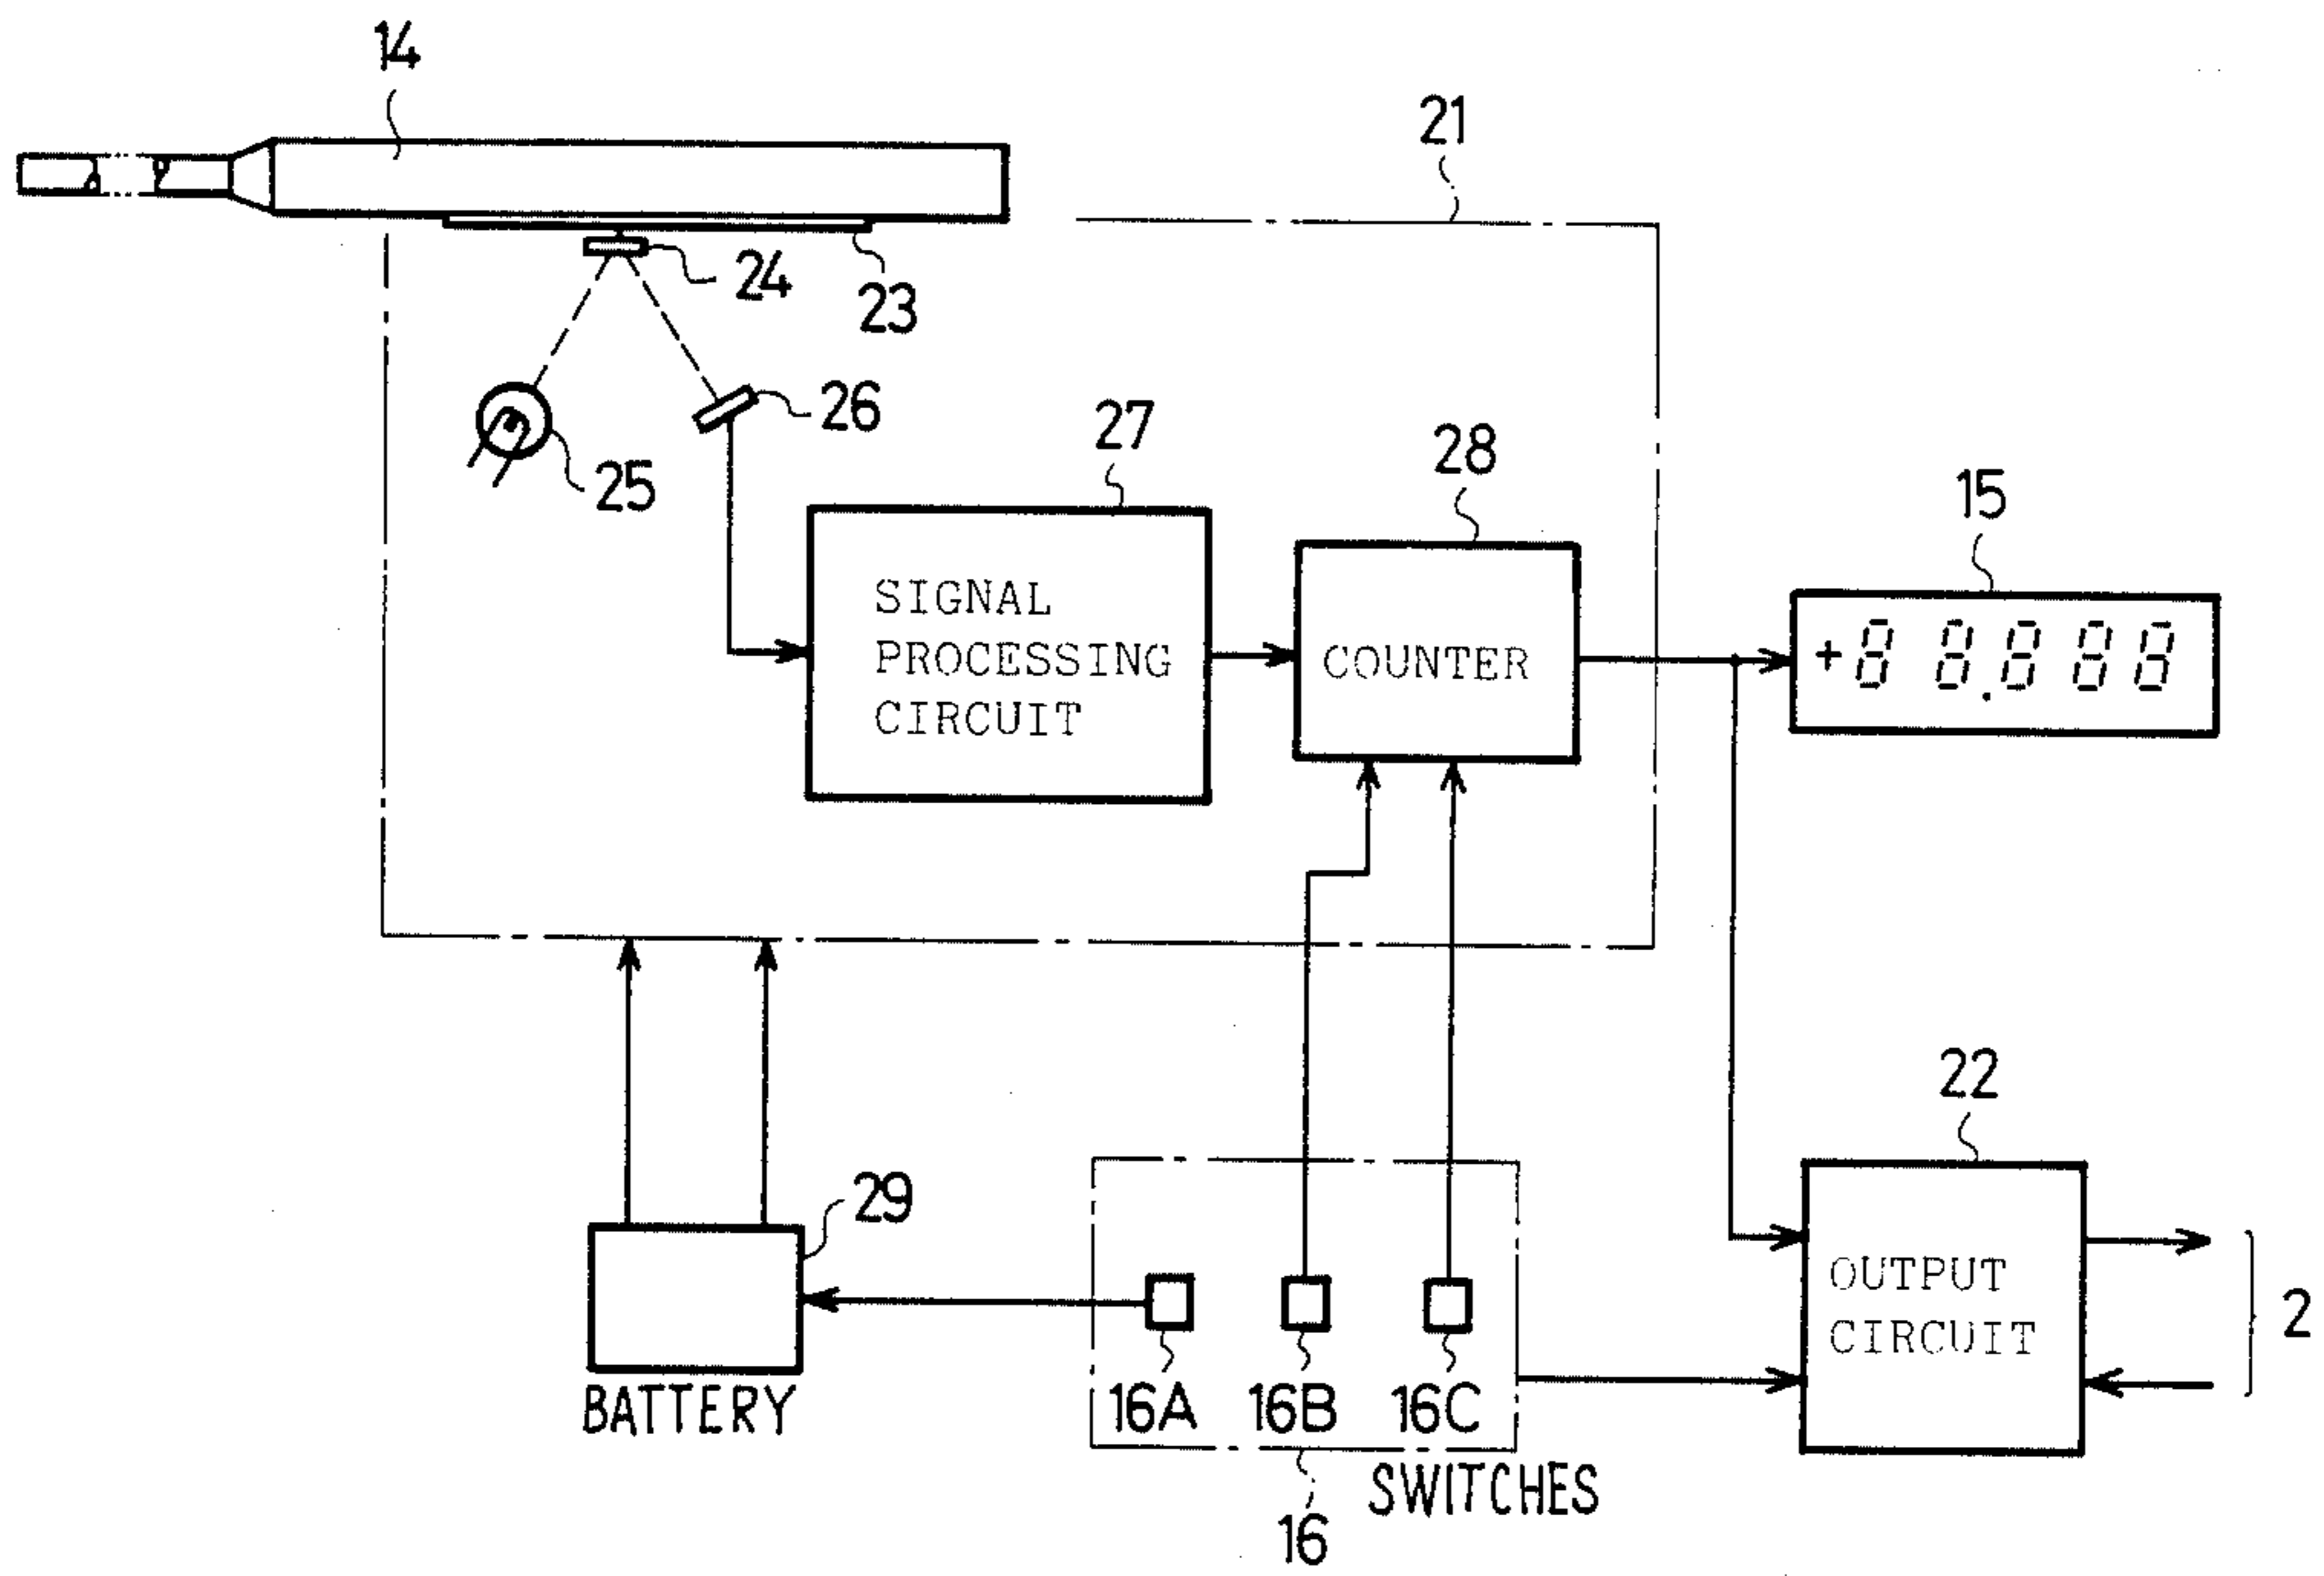 14
21
24
23
26
25
27
28
15
SIGNAL
PROCESSING
CIRCUIT
COUNTER
+8 8.888
22
29
OUTPUT
CIRCUIT
2
BATTERY
16A
16B
16C
SWITCHES
16